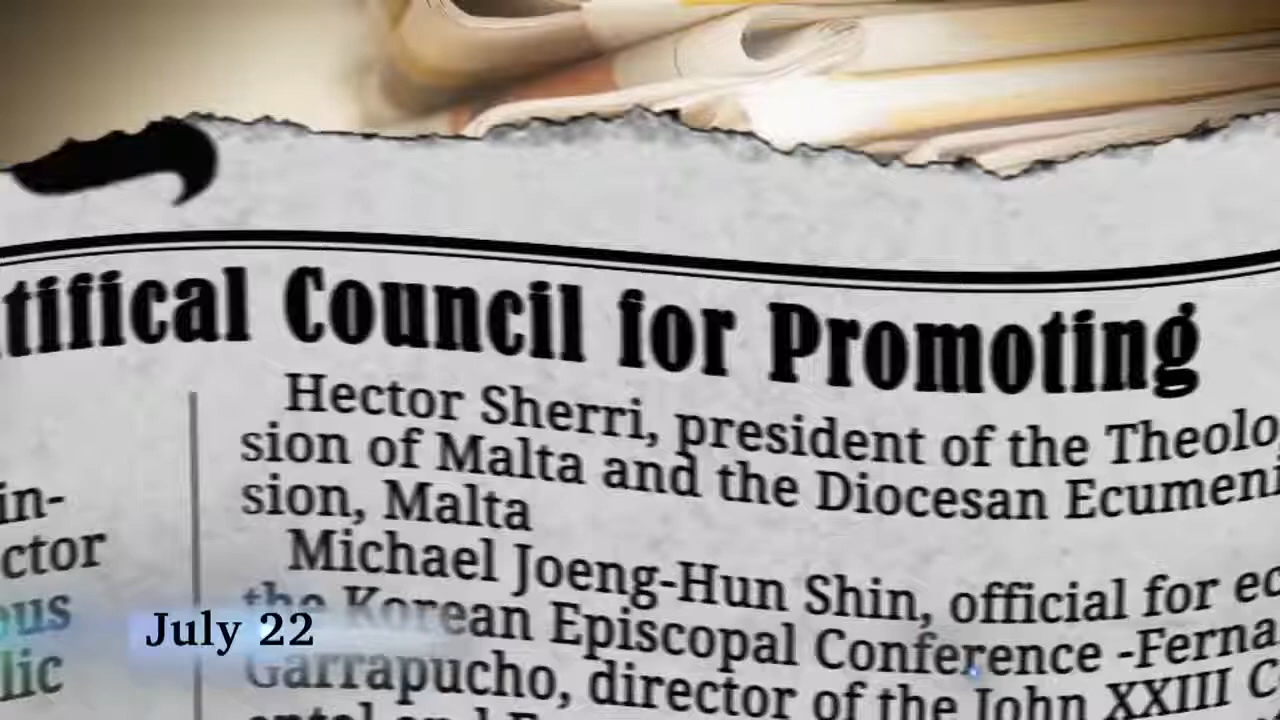 tifical Council for Promoting
Hector Sherri, president of the Theolo
sion of Malta and the Diocesan Ecumeni
sion, Malta
Michael Joeng-Hun Shin, official for ec
the Korean Episcopal Conference -Ferna
Garrapucho, director of the John XXIII C
in-
ctor
ous
lic
July 22